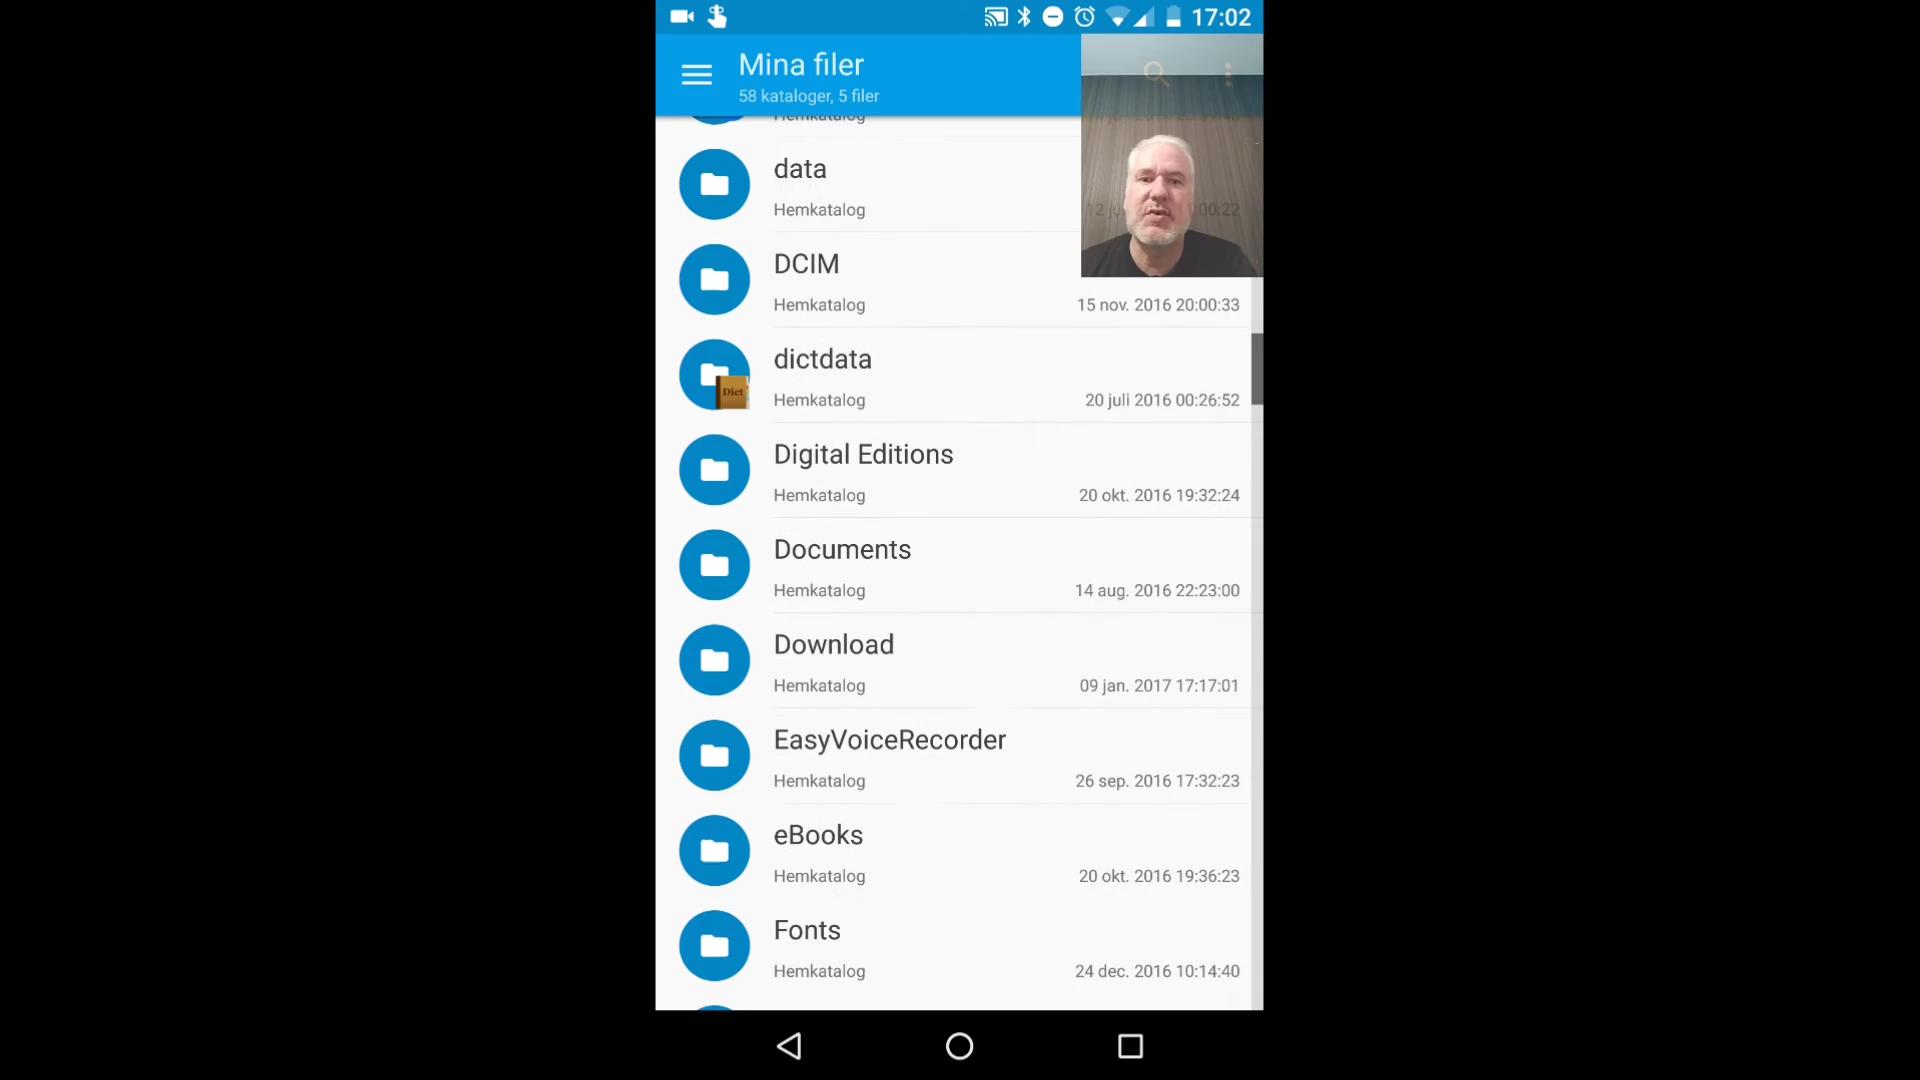 17:02
Mina filer
58 kataloger, 5 filer
Hemkatalog
data
Hemkatalog
DCIM
Hemkatalog
15 nov. 2016 20:00:33
dictdata
Dict
Hemkatalog
20 juli 2016 00:26:52
Digital Editions
Hemkatalog
20 okt. 2016 19:32:24
Documents
Hemkatalog
14 aug. 2016 22:23:00
Download
Hemkatalog
09 jan. 2017 17:17:01
EasyVoiceRecorder
Hemkatalog
26 sep. 2016 17:32:23
eBooks
Hemkatalog
20 okt. 2016 19:36:23
Fonts
Hemkatalog
24 dec. 2016 10:14:40